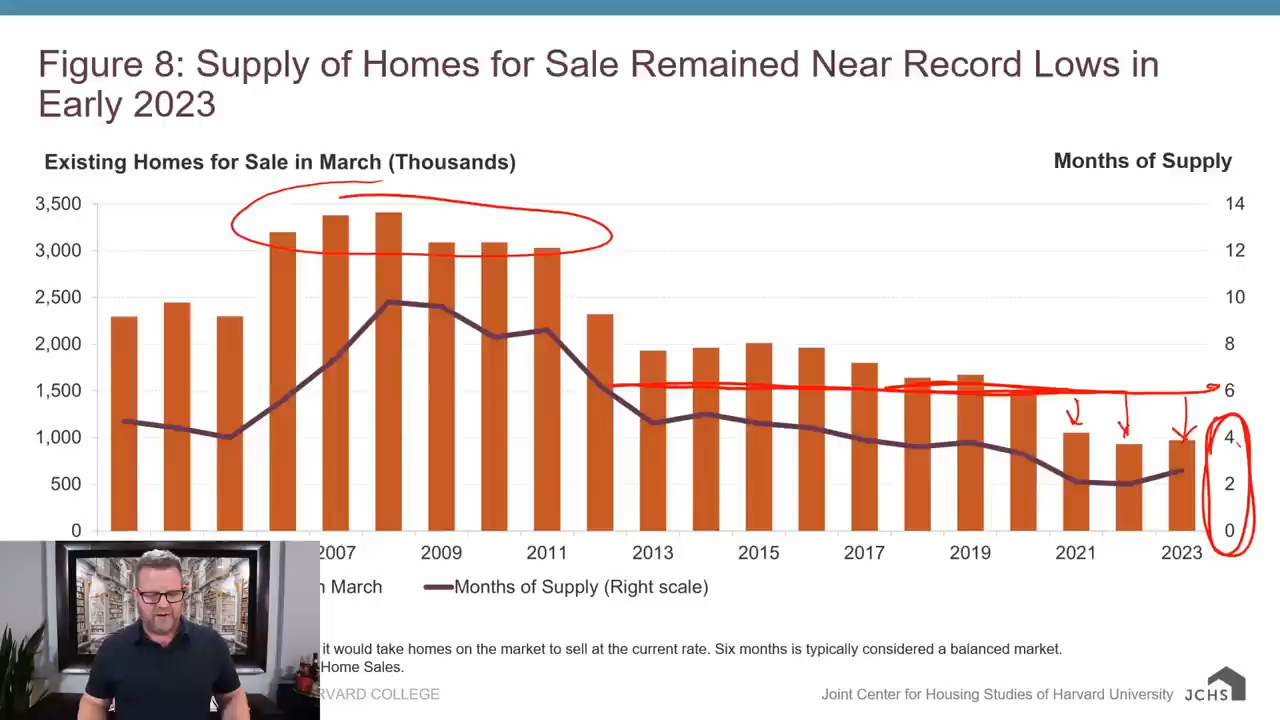 Figure 8: Supply of Homes for Sale Remained Near Record Lows in
Early 2023
Existing Homes for Sale in March (Thousands)
Months of Supply
3,500
3,000
2,500
2,000
1,500
1,000
500
0
14
12
10
8
6
4
2
0
2007
2009
2011
2013
2015
2017
2019
2021
2023
March
Months of Supply (Right scale)
it would take homes on the market to sell at the current rate. Six months is typically considered a balanced market.
Home Sales.
RVARD COLLEGE
Joint Center for Housing Studies of Harvard University
JCHS